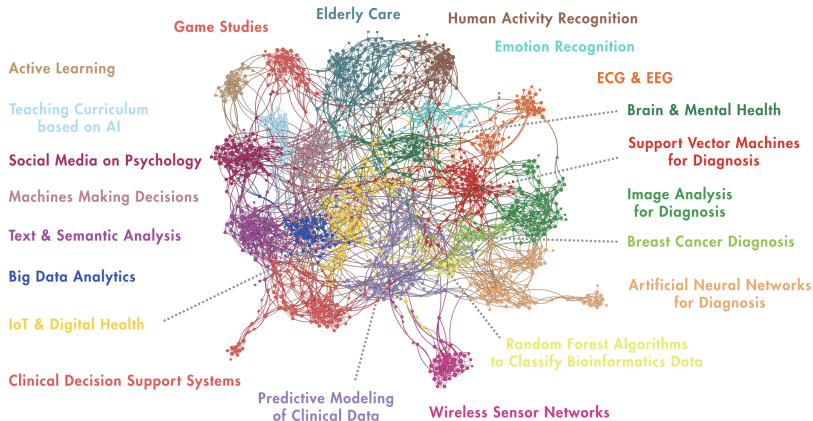 Elderly Care
Game Studies
Human Activity Recognition
Emotion Recognition
Active Learning
ECG & EEG
Teaching Curriculum
based on AI
Brain & Mental Health
Social Media on Psychology
Support Vector Machines
for Diagnosis
Machines Making Decisions
Image Analysis
for Diagnosis
Text & Semantic Analysis
Breast Cancer Diagnosis
Big Data Analytics
Artificial Neural Networks
for Diagnosis
IoT & Digital Health
Random Forest Algorithms
to Classify Bioinformatics Data
Clinical Decision Support Systems
Predictive Modeling
of Clinical Data
Wireless Sensor Networks